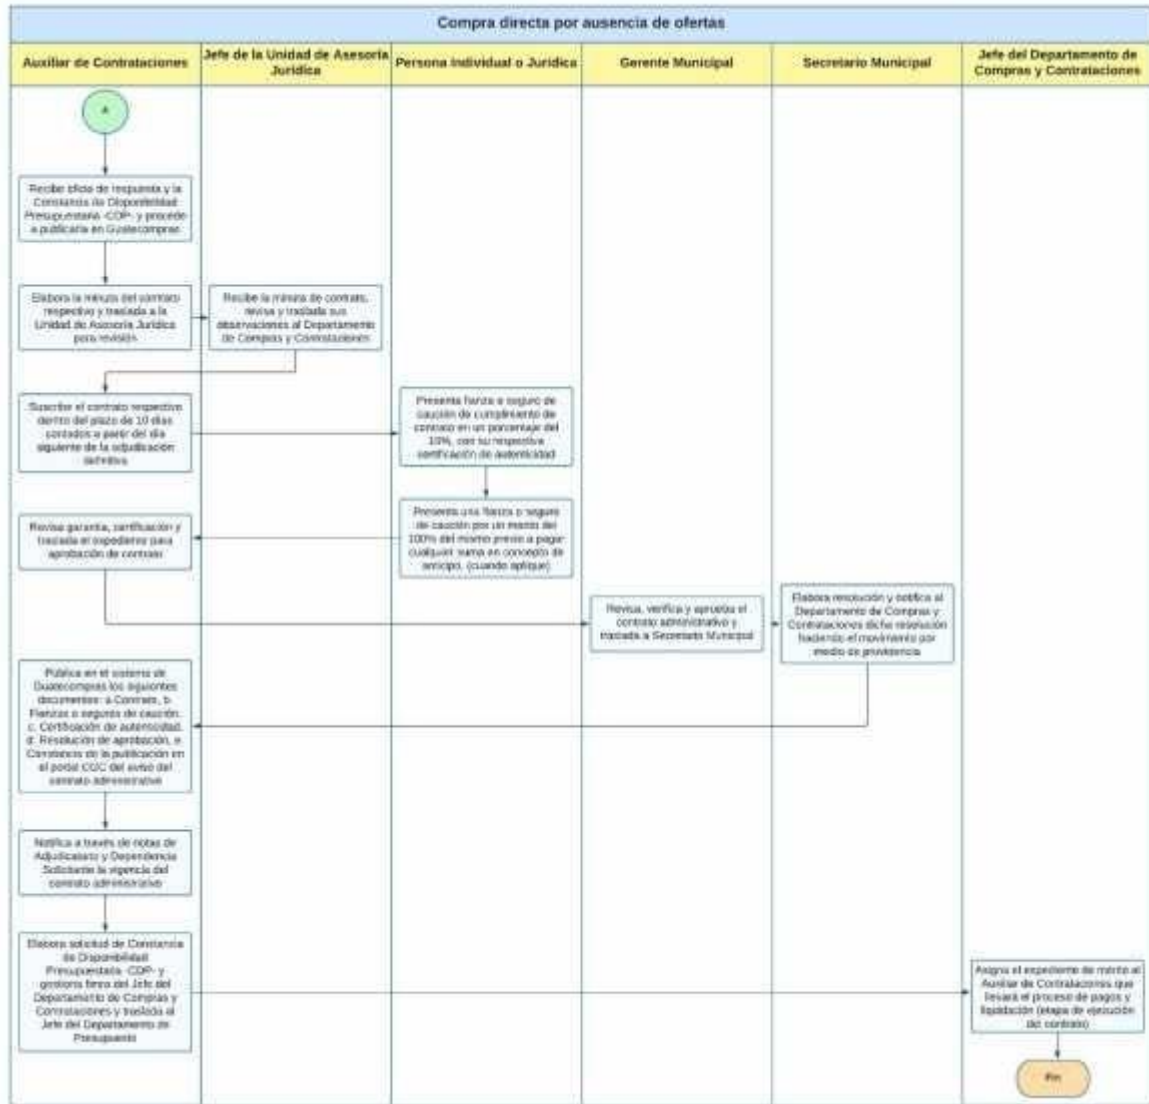 Compra directa por ausencia de ofertas
Auxiliar de Contrataciones
Jefe de la Unidad de Asesoría
Jurídica
Persona Individual o Jurídica
Gerente Municipal
Secretario Municipal
Jefe del Departamento de
Compras y Contrataciones
A
Recibe oficio de respuesta y la
Constancia de Disponibilidad
Presupuestaria -CDP- y procede
a publicarla en Guatecompras
Elabora la minuta del contrato
respectivo y traslada a la
Unidad de Asesoría Jurídica
para revisión
Recibe la minuta de contrato,
revisa y traslada sus
observaciones al Departamento
de Compras y Contrataciones
Suscribe el contrato respectivo
dentro del plazo de 10 días
contados a partir del día
siguiente de la adjudicación
definitiva
Presenta fianza o seguro de
caución de cumplimiento de
contrato en un porcentaje del
10%, con su respectiva
certificación de autenticidad
Presenta una fianza o seguro
de caución por un monto del
100% del mismo previo a pagar
cualquier suma en concepto de
anticipo. (cuando aplique)
Revisa garantía, certificación y
traslada el expediente para
aprobación de contrato
Revisa, verifica y aprueba el
contrato administrativo y
traslada a Secretario Municipal
Elabora resolución y notifica al
Departamento de Compras y
Contrataciones dicha resolución
haciendo el movimiento por
medio de providencia
Publica en el sistema de
Guatecompras los siguientes
documentos: a Contrato, b.
Fianzas o seguros de caución.
c. Certificación de autenticidad.
d. Resolución de aprobación, e.
Constancia de la publicación en
el portal CGC del aviso del
contrato administrativo
Notifica a través de notas de
Adjudicatario y Dependencia
Solicitante la vigencia del
contrato administrativo
Elabora solicitud de Constancia
de Disponibilidad
Presupuestaria -CDP- y
gestiona firma del Jefe del
Departamento de Compras y
Contrataciones y traslada al
Jefe del Departamento de
Presupuesto
Asigna el expediente de mérito al
Auxiliar de Contrataciones que
llevará el proceso de pagos y
liquidación (etapa de ejecución
del contrato)
Fin